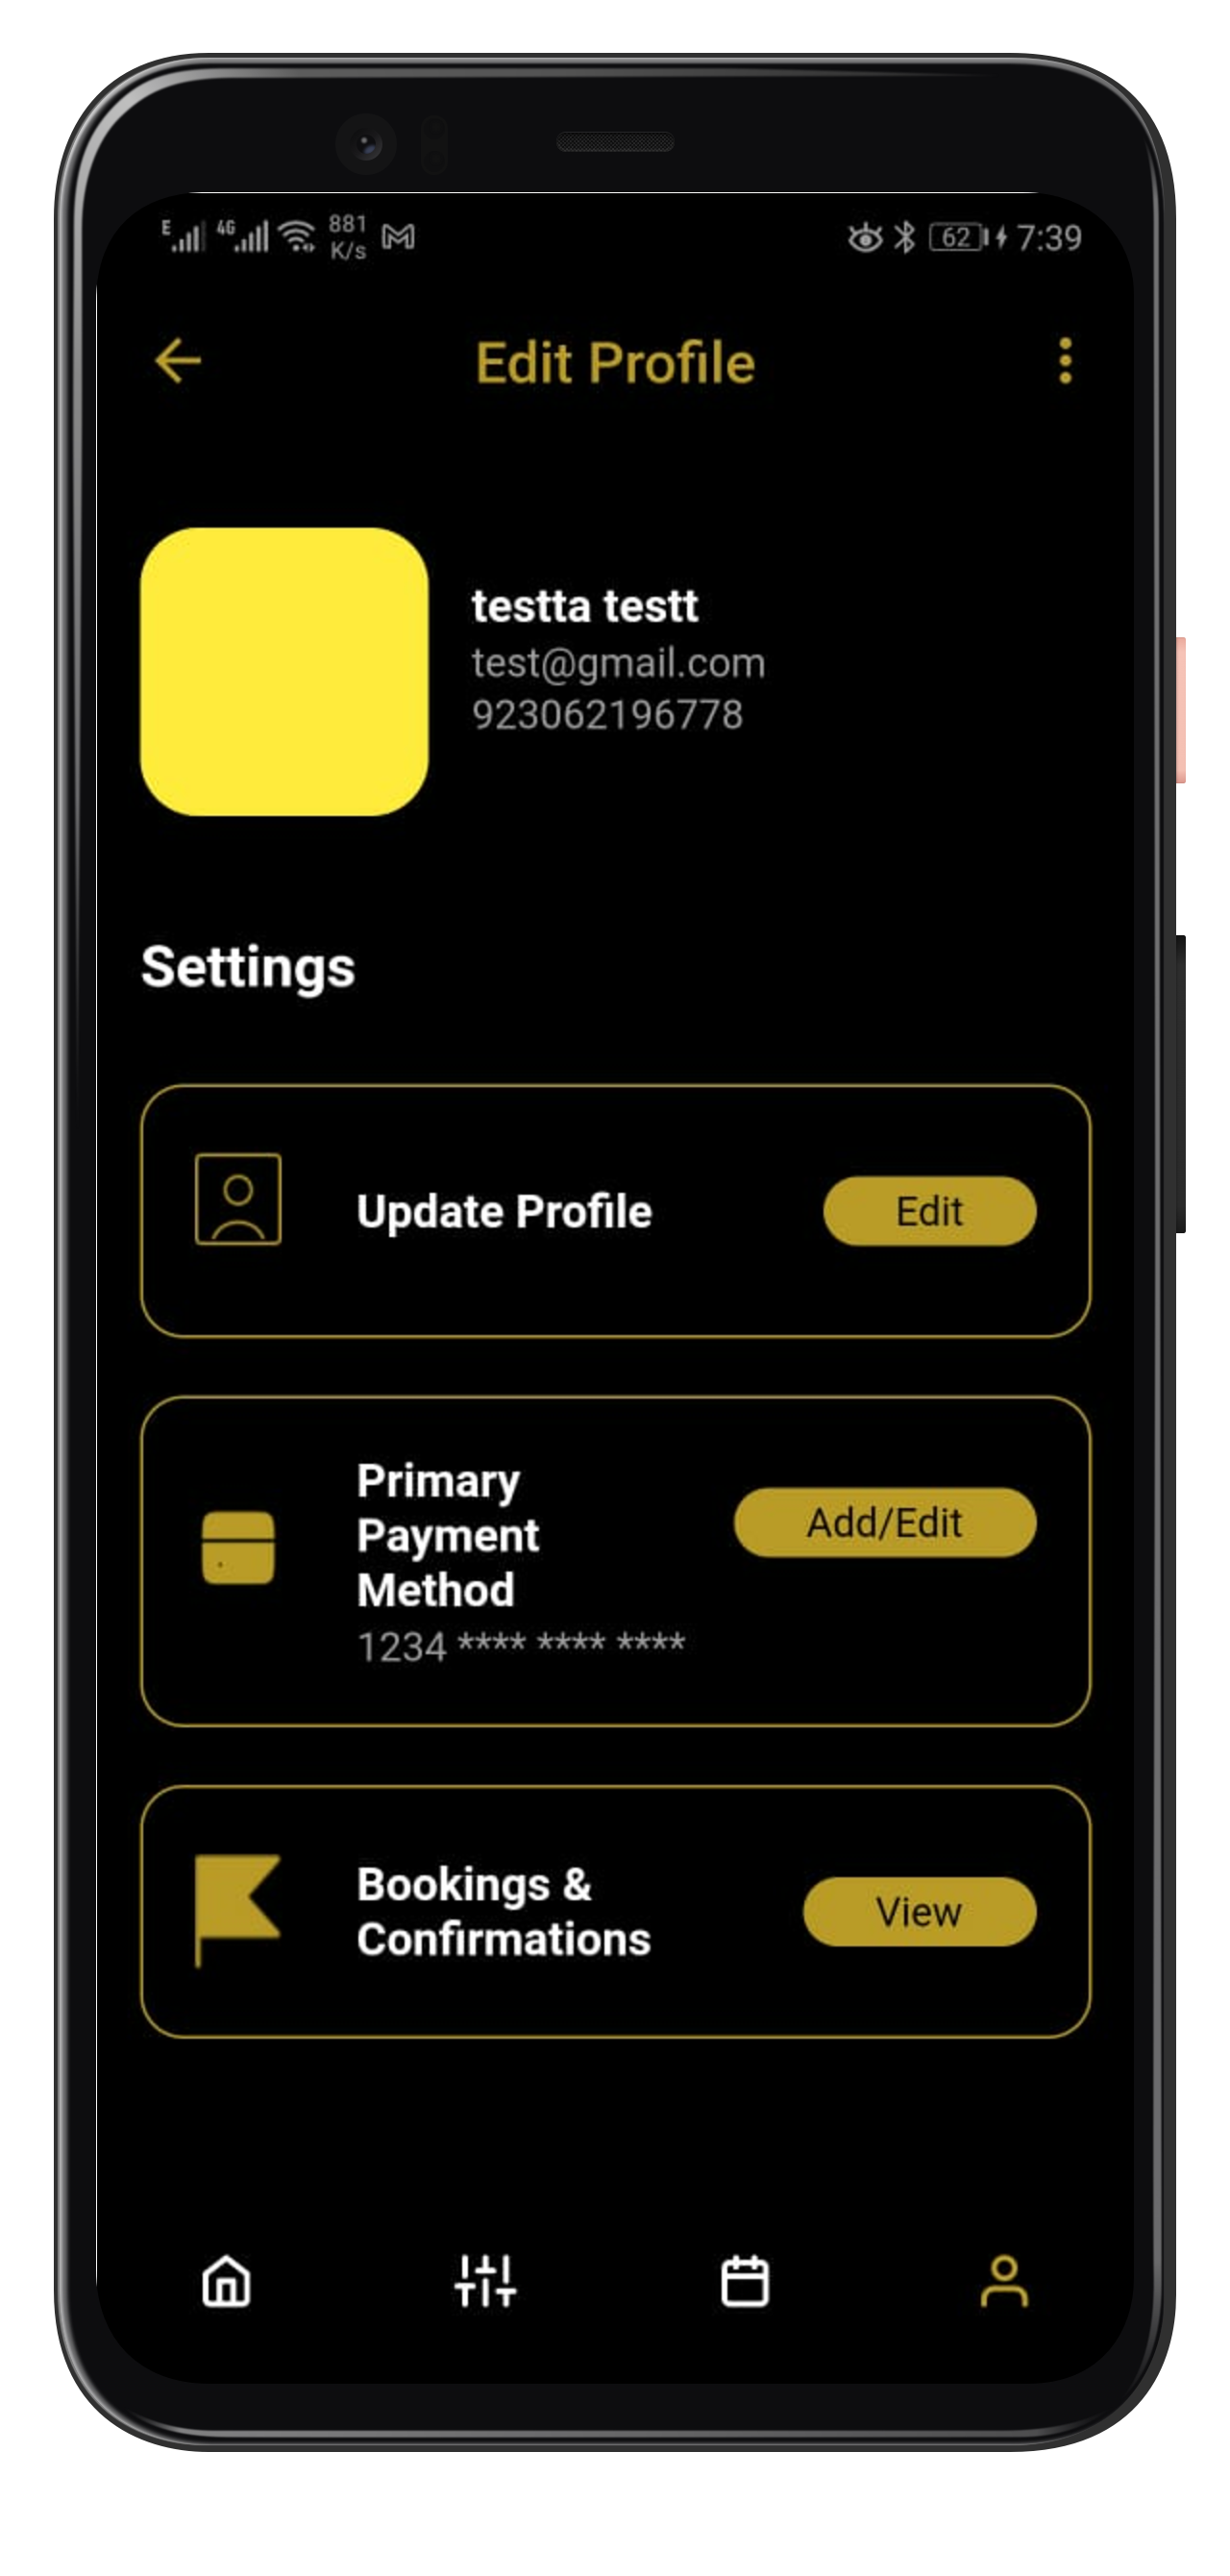 E 4G 881 K/s 62 7:39
Edit Profile
testta testt
test@gmail.com
923062196778
Settings
Update Profile
Edit
Primary
Payment
Method
1234 **** **** ****
Add/Edit
Bookings &
Confirmations
View